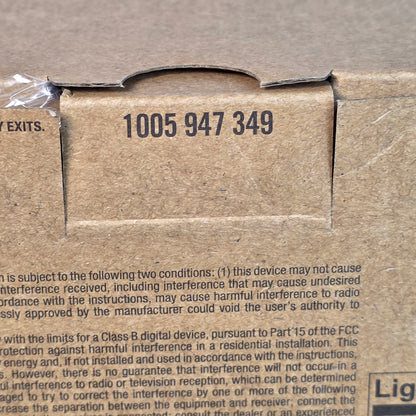 1005 947 349
Y EXITS.
n is subject to the following two conditions: (1) this device may not cause
interference received, including interference that may cause undesired
ordance with the instructions, may cause harmful interference to radio
essly approved by the manufacturer could void the user's authority to
y with the limits for a Class B digital device, pursuant to Part 15 of the FCC
rotection against harmful interference in a residential installation. This
energy and, if not installed and used in accordance with the instructions,
s. However, there is no guarantee that interference will not occur in a
ul interference to radio or television reception, which can be determined
aged to try to correct the interference by one or more of the following
crease the separation between the equipment and receiver, connect the
consult the dealer or an experienced
Lig